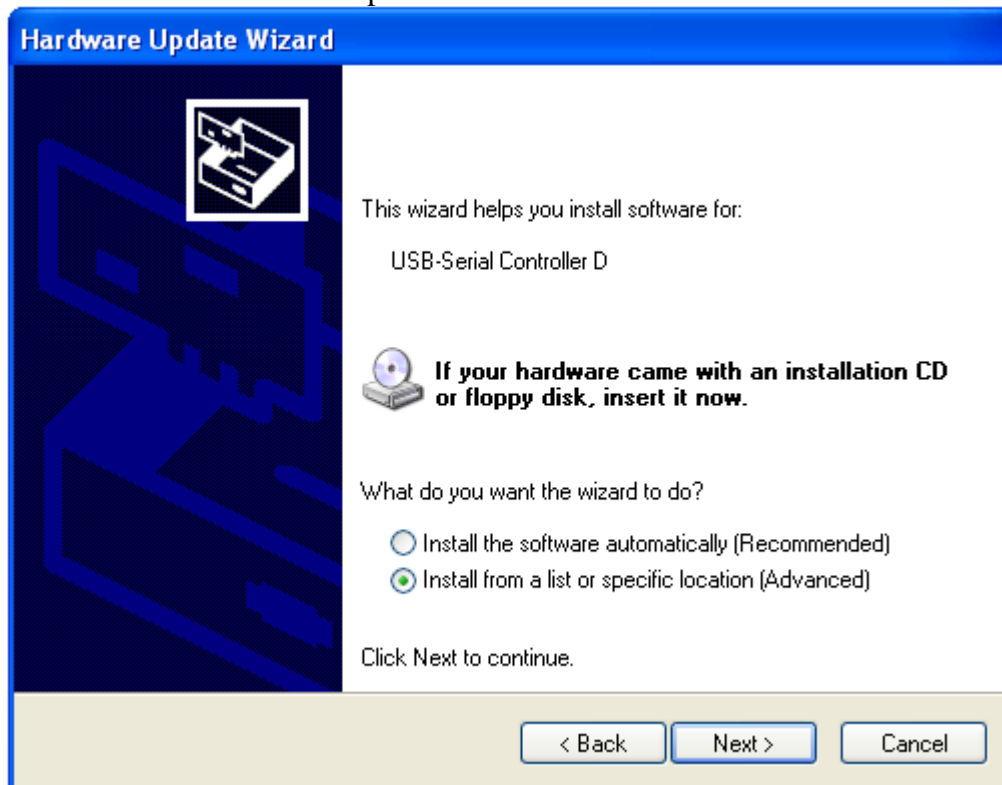 Hardware Update Wizard
This wizard helps you install software for:
USB-Serial Controller D
If your hardware came with an installation CD
or floppy disk, insert it now.
What do you want the wizard to do?
Install the software automatically (Recommended)
Install from a list or specific location (Advanced)
Click Next to continue.
< Back Next > Cancel